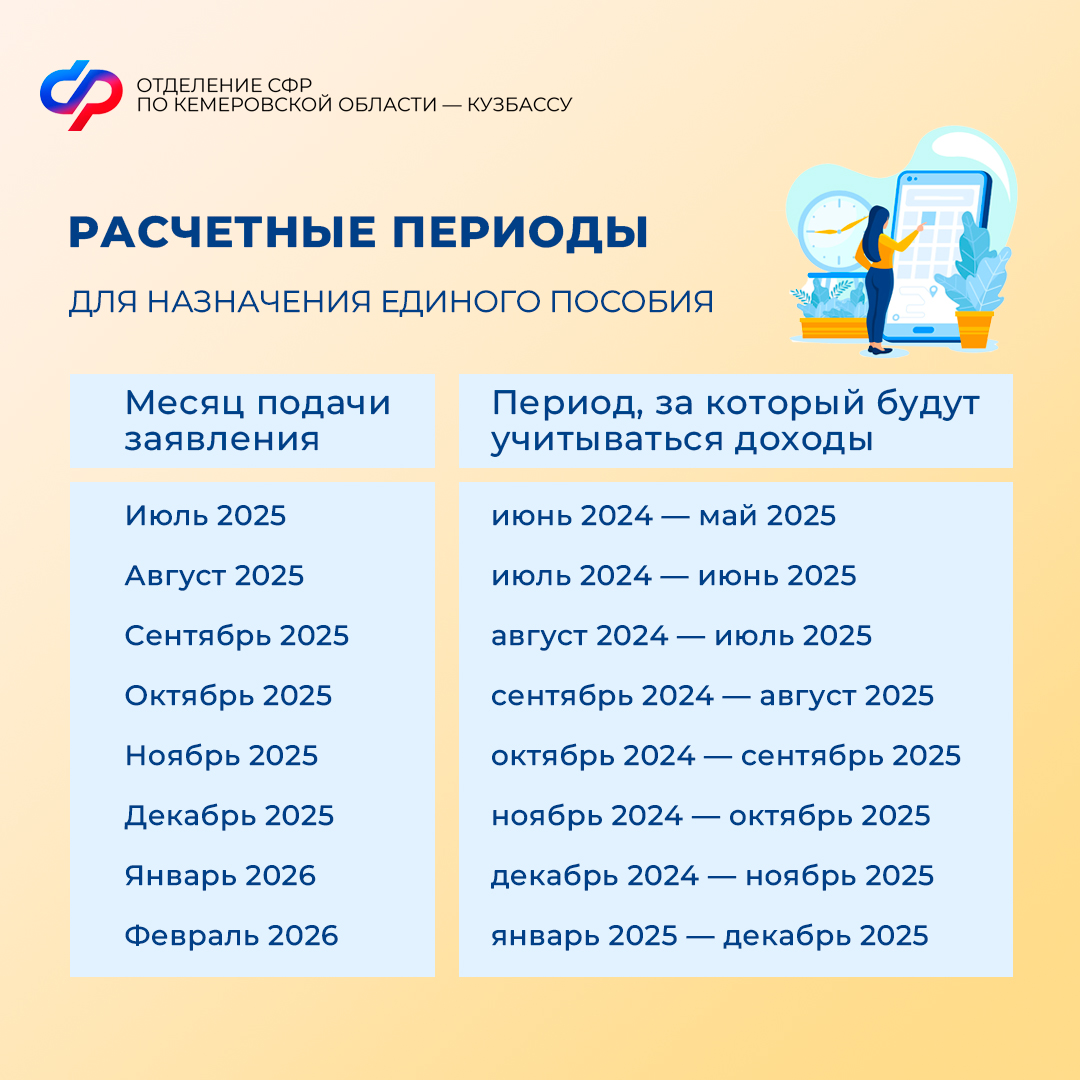 ОТДЕЛЕНИЕ СФР
ПО КЕМЕРОВСКОЙ ОБЛАСТИ — КУЗБАССУ
РАСЧЕТНЫЕ ПЕРИОДЫ
ДЛЯ НАЗНАЧЕНИЯ ЕДИНОГО ПОСОБИЯ
Месяц подачи
заявления
Период, за который будут
учитываться доходы
Июль 2025
июнь 2024 — май 2025
Август 2025
июль 2024 — июнь 2025
Сентябрь 2025
август 2024 — июль 2025
Октябрь 2025
сентябрь 2024 — август 2025
Ноябрь 2025
октябрь 2024 — сентябрь 2025
Декабрь 2025
ноябрь 2024 — октябрь 2025
Январь 2026
декабрь 2024 — ноябрь 2025
Февраль 2026
январь 2025 — декабрь 2025